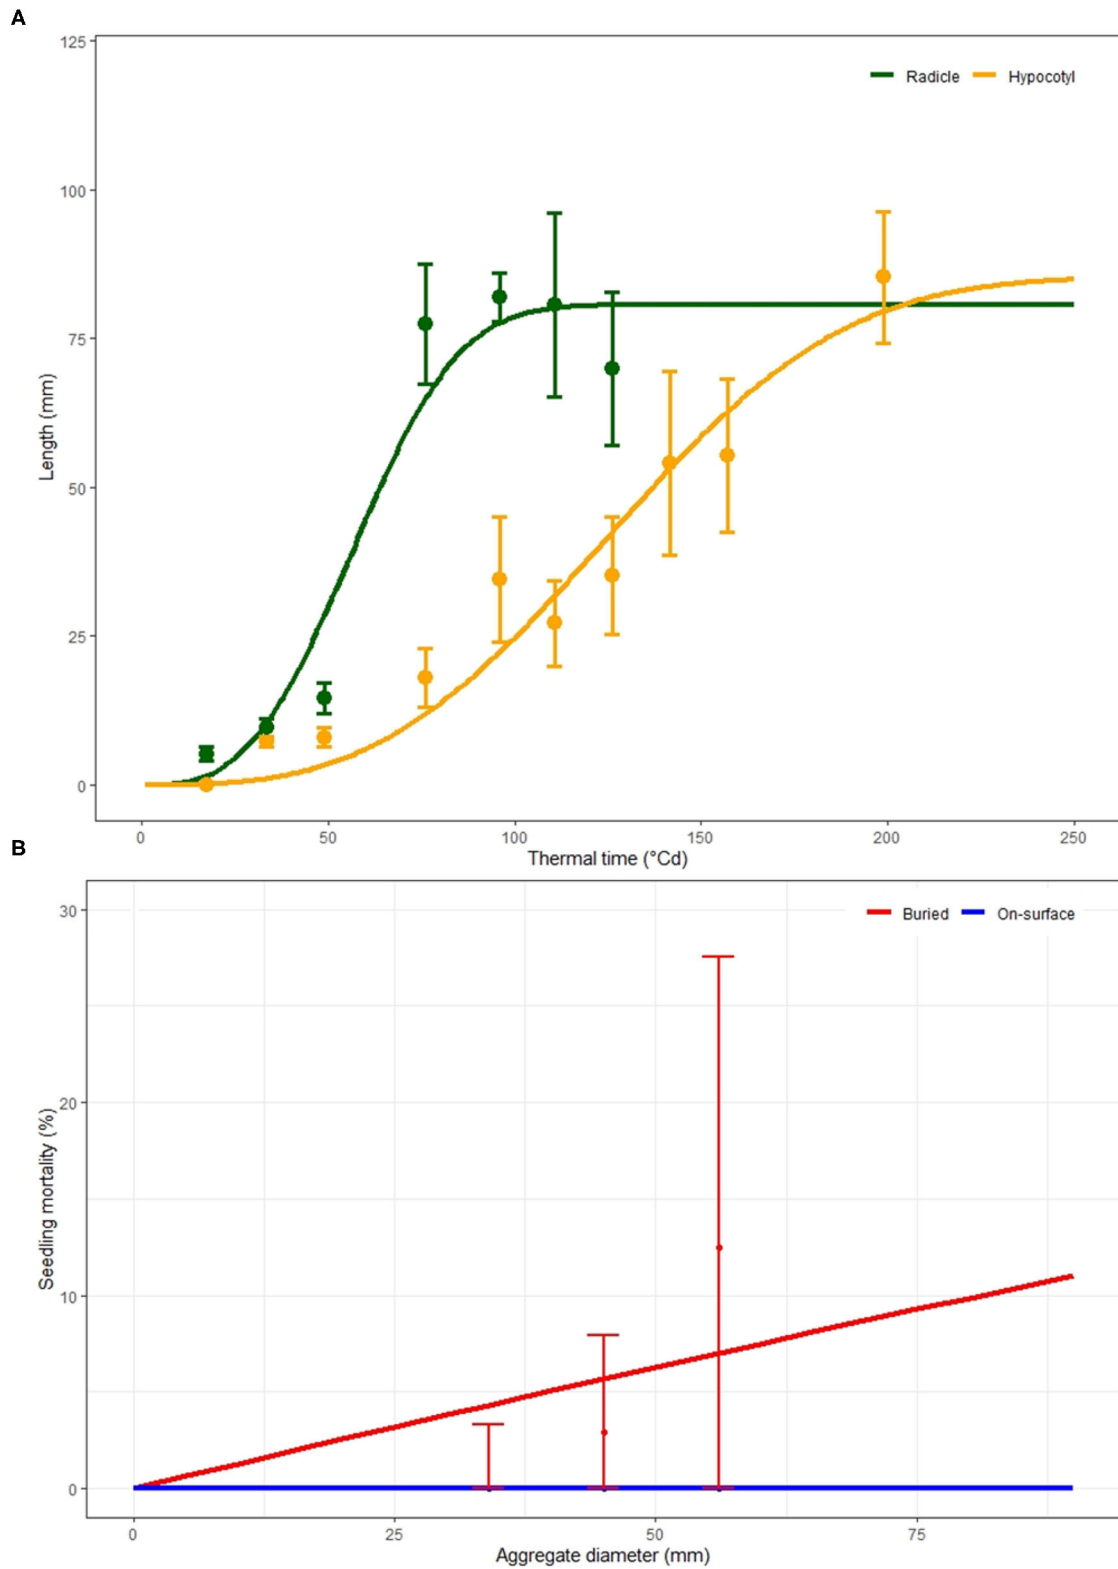 A
125
Radicle Hypocotyl
100
75
Length (mm)
50
25
0
0 50 100 150 200 250
Thermal time (°Cd)
B
30
Buried On-surface
20
Seedling mortality (%)
10
0
0 25 50 75
Aggregate diameter (mm)